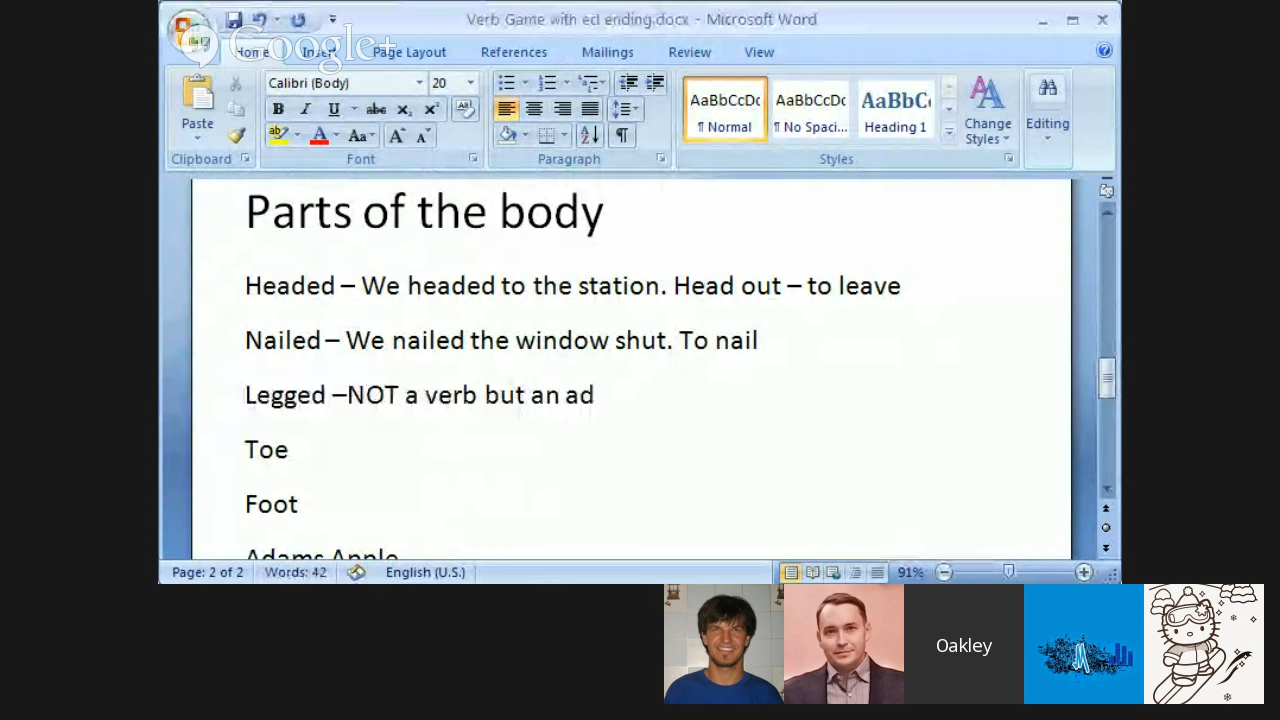 Verb Game with ed ending.docx - Microsoft Word
Google+
Home Insert Page Layout References Mailings Review View
Paste
Clipboard
Calibri (Body) 20
Font
Paragraph
AaBbCcDc AaBbCcDc AaBbC
¶ Normal ¶ No Spaci... Heading 1
Change Styles
Styles
Editing
Parts of the body
Headed – We headed to the station. Head out – to leave
Nailed – We nailed the window shut. To nail
Legged –NOT a verb but an ad
Toe
Foot
Adams Apple
Page: 2 of 2 Words: 42 English (U.S.) 91%
Oakley